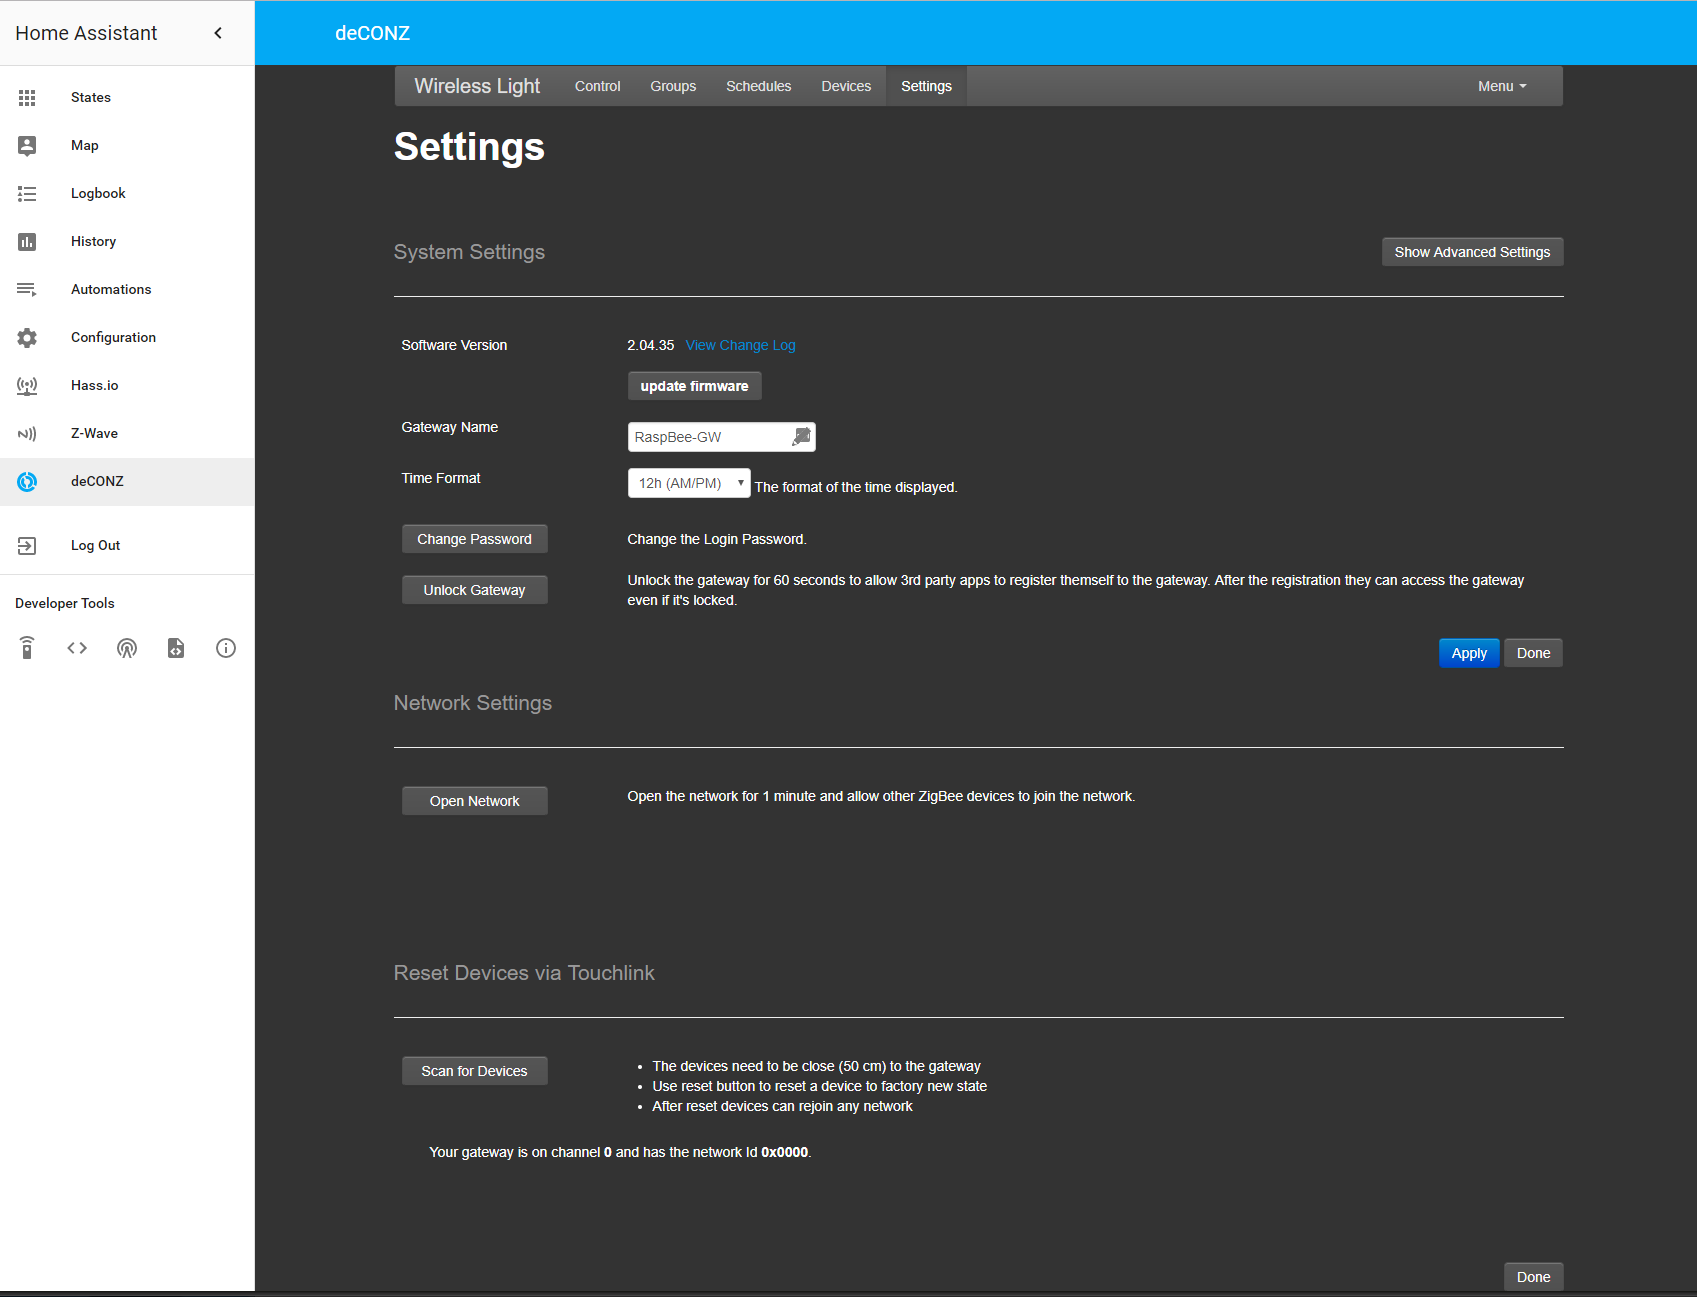 Home Assistant
deCONZ
States
Map
Logbook
History
Automations
Configuration
Hass.io
Z-Wave
deCONZ
Log Out
Developer Tools
Wireless Light Control Groups Schedules Devices Settings Menu
Settings
System Settings Show Advanced Settings
Software Version 2.04.35 View Change Log
update firmware
Gateway Name RaspBee-GW
Time Format 12h (AM/PM) The format of the time displayed.
Change Password Change the Login Password.
Unlock Gateway Unlock the gateway for 60 seconds to allow 3rd party apps to register themself to the gateway. After the registration they can access the gateway
even if it's locked.
Apply Done
Network Settings
Open Network Open the network for 1 minute and allow other ZigBee devices to join the network.
Reset Devices via Touchlink
Scan for Devices • The devices need to be close (50 cm) to the gateway
• Use reset button to reset a device to factory new state
• After reset devices can rejoin any network
Your gateway is on channel 0 and has the network Id 0x0000.
Done